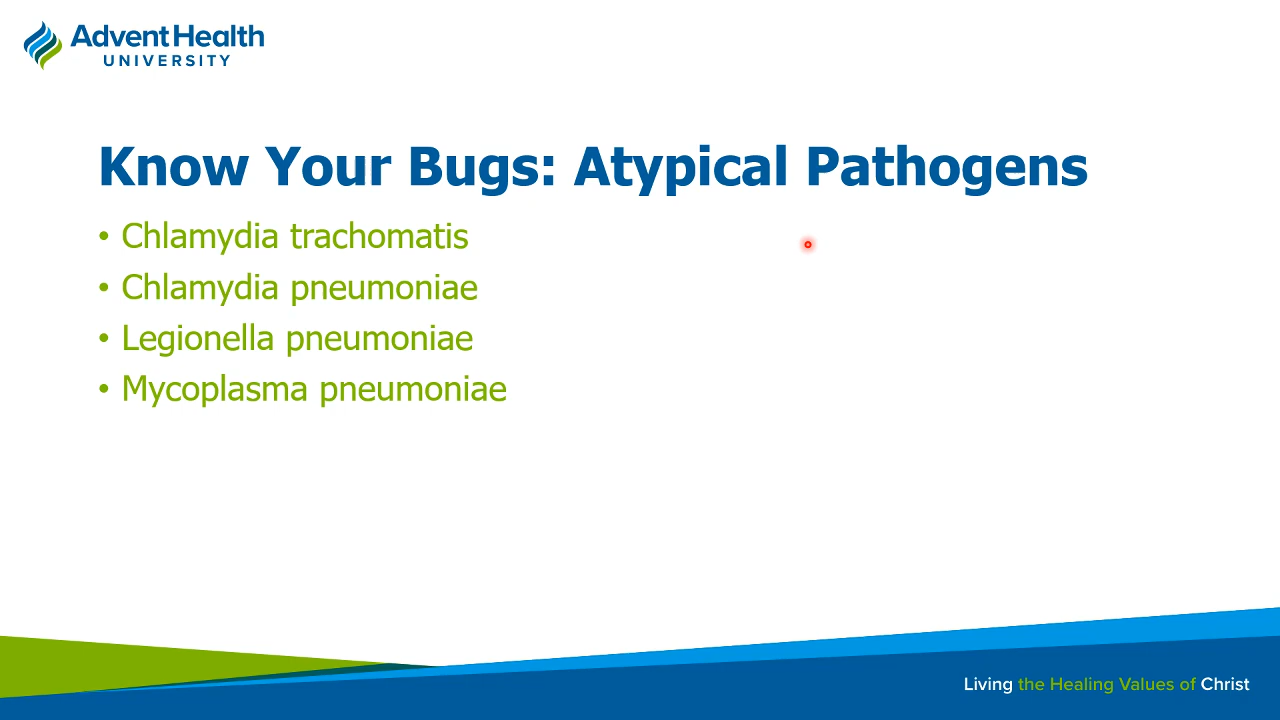 AdventHealth
UNIVERSITY
Know Your Bugs: Atypical Pathogens
• Chlamydia trachomatis
• Chlamydia pneumoniae
• Legionella pneumoniae
• Mycoplasma pneumoniae
Living the Healing Values of Christ